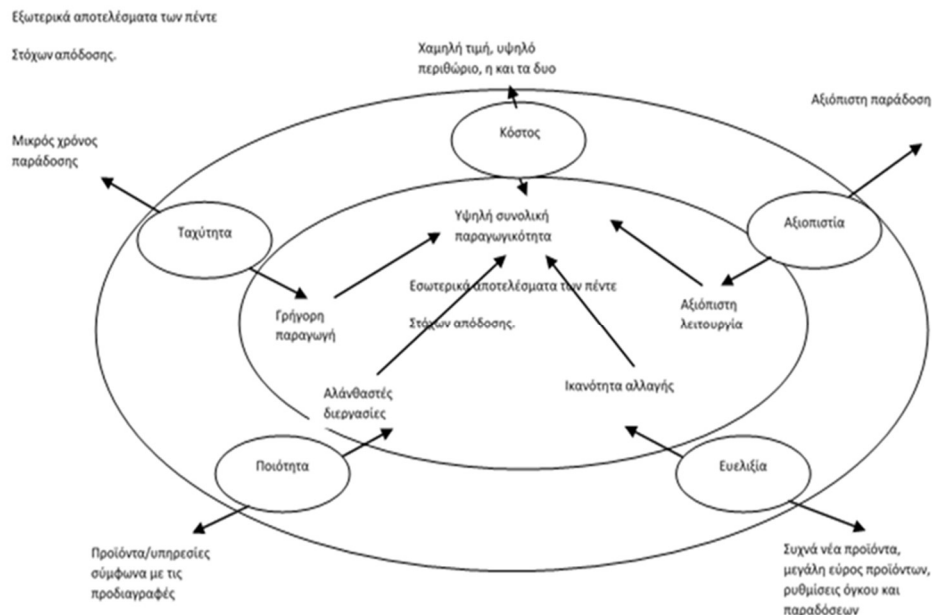 Εξωτερικά αποτελέσματα των πέντε
Στόχων απόδοσης.
Χαμηλή τιμή, υψηλό
περιθώριο, η και τα δυο
Αξιόπιστη παράδοση
Μικρός χρόνος
παράδοσης
Κόστος
Ταχύτητα
Αξιοπιστία
Υψηλή συνολική
παραγωγικότητα
Εσωτερικά αποτελέσματα των πέντε
Στόχων απόδοσης.
Γρήγορη
παραγωγή
Αξιόπιστη
λειτουργία
Αλάνθαστές
διεργασίες
Ικανότητα αλλαγής
Ποιότητα
Ευελιξία
Προϊόντα/υπηρεσίες
σύμφωνα με τις
προδιαγραφές
Συχνά νέα προϊόντα,
μεγάλη εύρος προϊόντων,
ρυθμίσεις όγκου και
παραδόσεων